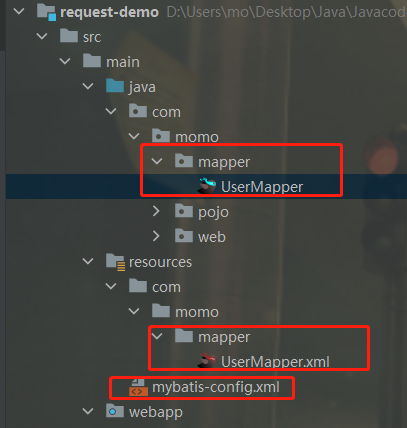 request-demo D:\Users\mo\Desktop\Java\Javacod
src
main
java
com
momo
mapper
UserMapper
pojo
web
resources
com
momo
mapper
UserMapper.xml
mybatis-config.xml
webapp